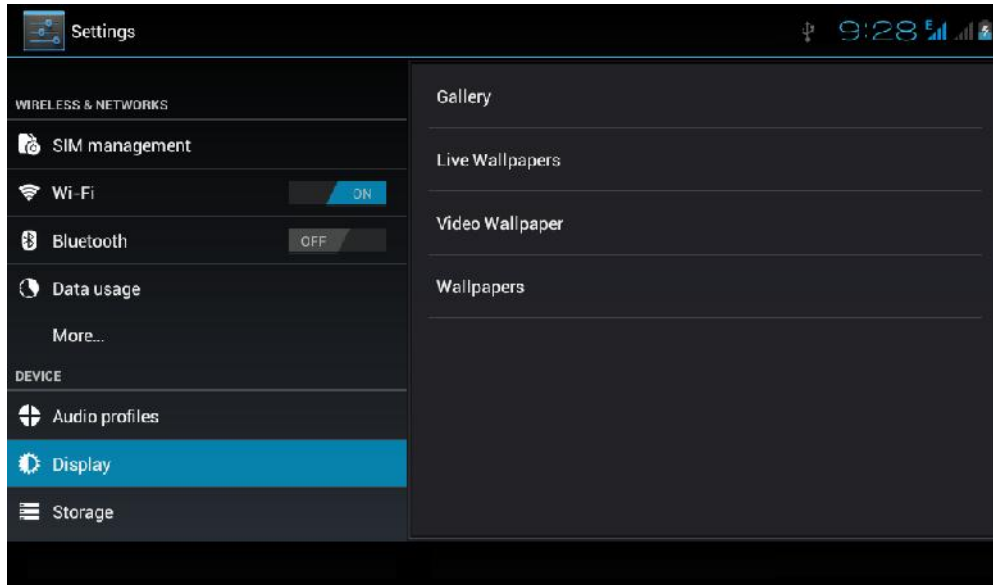 Settings
9:28
E
WIRELESS & NETWORKS
SIM management
Wi-Fi
ON
Bluetooth
OFF
Data usage
More...
DEVICE
Audio profiles
Display
Storage
Gallery
Live Wallpapers
Video Wallpaper
Wallpapers